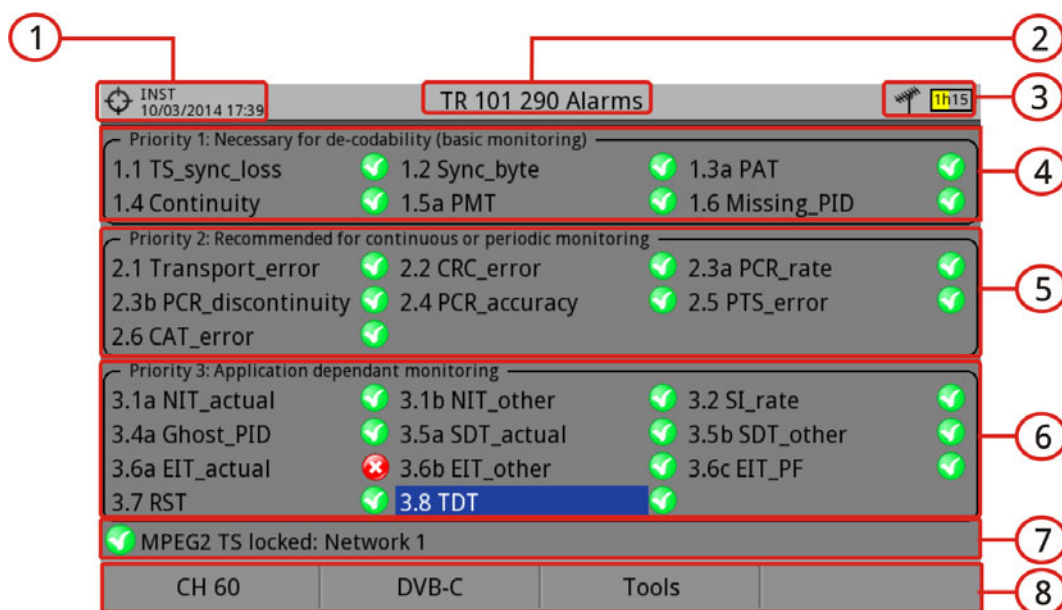 1
2
3
INST
10/03/2014 17:39
TR 101 290 Alarms
1h15
Priority 1: Necessary for de-codability (basic monitoring)
1.1 TS_sync_loss 1.2 Sync_byte 1.3a PAT
1.4 Continuity 1.5a PMT 1.6 Missing_PID
4
Priority 2: Recommended for continuous or periodic monitoring
2.1 Transport_error 2.2 CRC_error 2.3a PCR_rate
2.3b PCR_discontinuity 2.4 PCR_accuracy 2.5 PTS_error
2.6 CAT_error
5
Priority 3: Application dependant monitoring
3.1a NIT_actual 3.1b NIT_other 3.2 SI_rate
3.4a Ghost_PID 3.5a SDT_actual 3.5b SDT_other
3.6a EIT_actual 3.6b EIT_other 3.6c EIT_PF
3.7 RST 3.8 TDT
6
MPEG2 TS locked: Network 1
7
CH 60 DVB-C Tools
8